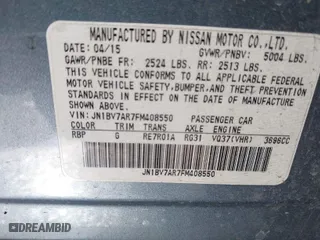 MANUFACTURED BY NISSAN MOTOR CO.,LTD.
DATE: 04/15 GVWR/PNBV: 5004 LBS.
GAWR/PNBE FR: 2524 LBS. RR: 2513 LBS.
THIS VEHICLE CONFORMS TO ALL APPLICABLE FEDERAL
MOTOR VEHICLE SAFETY, BUMPER, AND THEFT PREVENTION
STANDARDS IN EFFECT ON THE DATE OF MANUFACTURE
SHOWN ABOVE.
VIN: JN1BV7AR7FM408550 PASSENGER CAR
COLOR TRIM TRANS AXLE ENGINE
RBP G RE7R01A RG31 VQ37(VHR) 3696CC
JN1BV7AR7FM408550